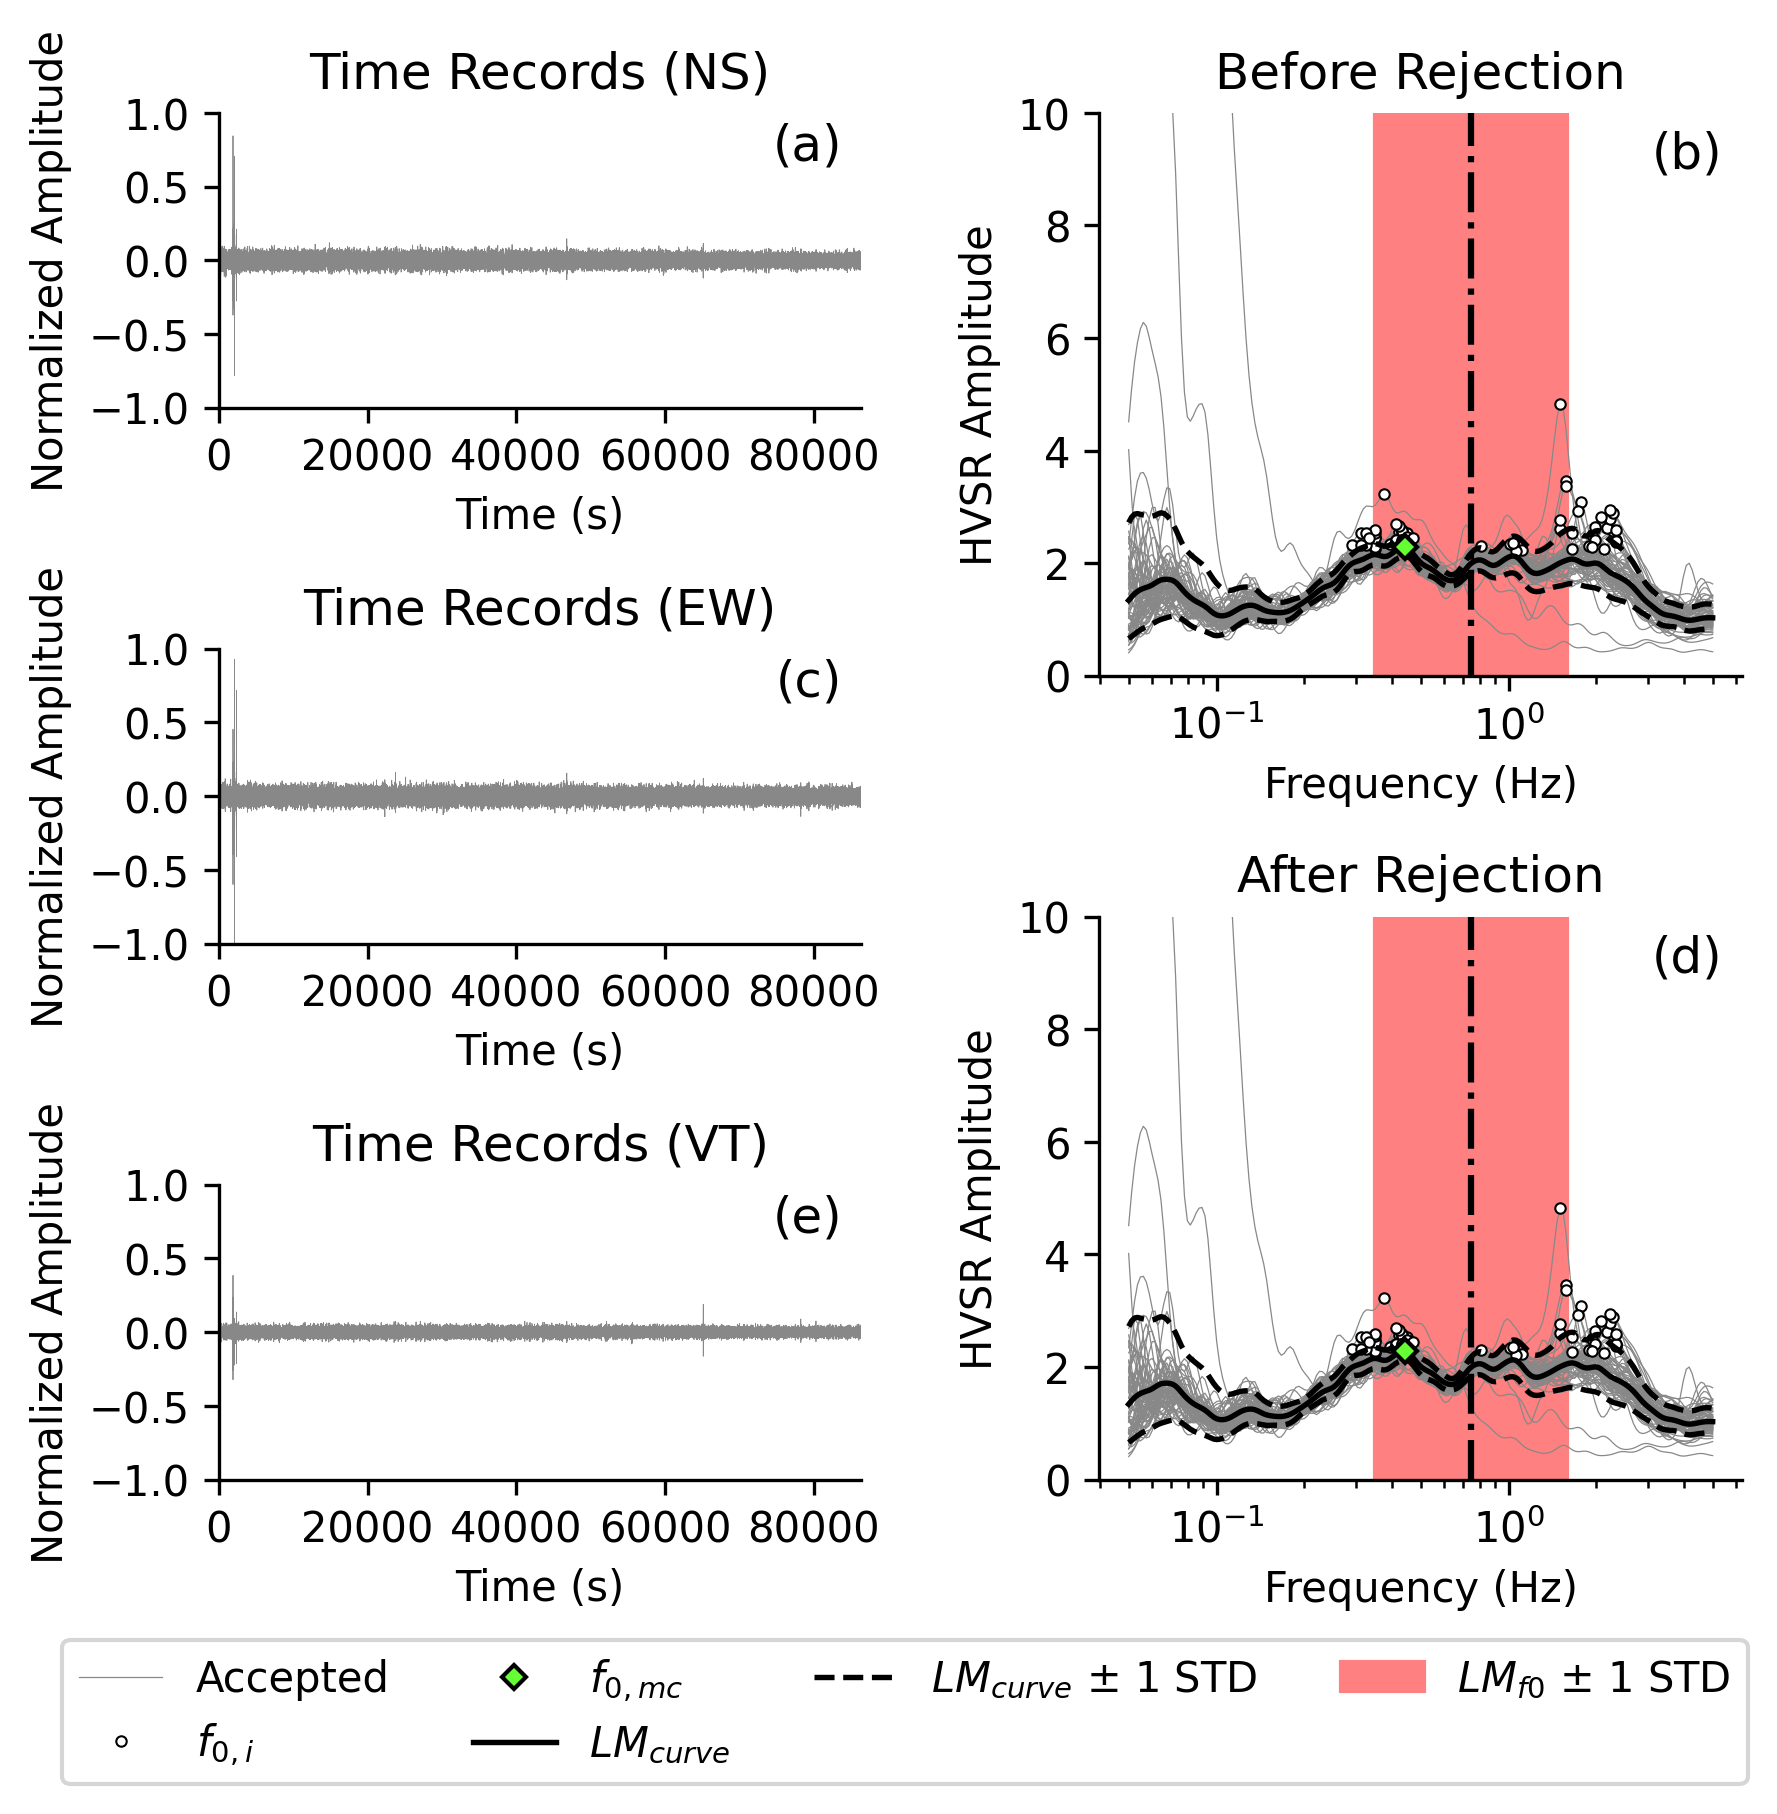 Time Records (NS)
Normalized Amplitude
1.0
0.5
0.0
−0.5
−1.0
(a)
0 20000 40000 60000 80000
Time (s)
Before Rejection
HVSR Amplitude
10
8
6
4
2
0
(b)
10⁻¹ 10⁰
Frequency (Hz)
Time Records (EW)
Normalized Amplitude
1.0
0.5
0.0
−0.5
−1.0
(c)
0 20000 40000 60000 80000
Time (s)
After Rejection
HVSR Amplitude
10
8
6
4
2
0
(d)
10⁻¹ 10⁰
Frequency (Hz)
Time Records (VT)
Normalized Amplitude
1.0
0.5
0.0
−0.5
−1.0
(e)
0 20000 40000 60000 80000
Time (s)
Accepted
f0,i
f0,mc
LMcurve
LMcurve ± 1 STD
LMf0 ± 1 STD